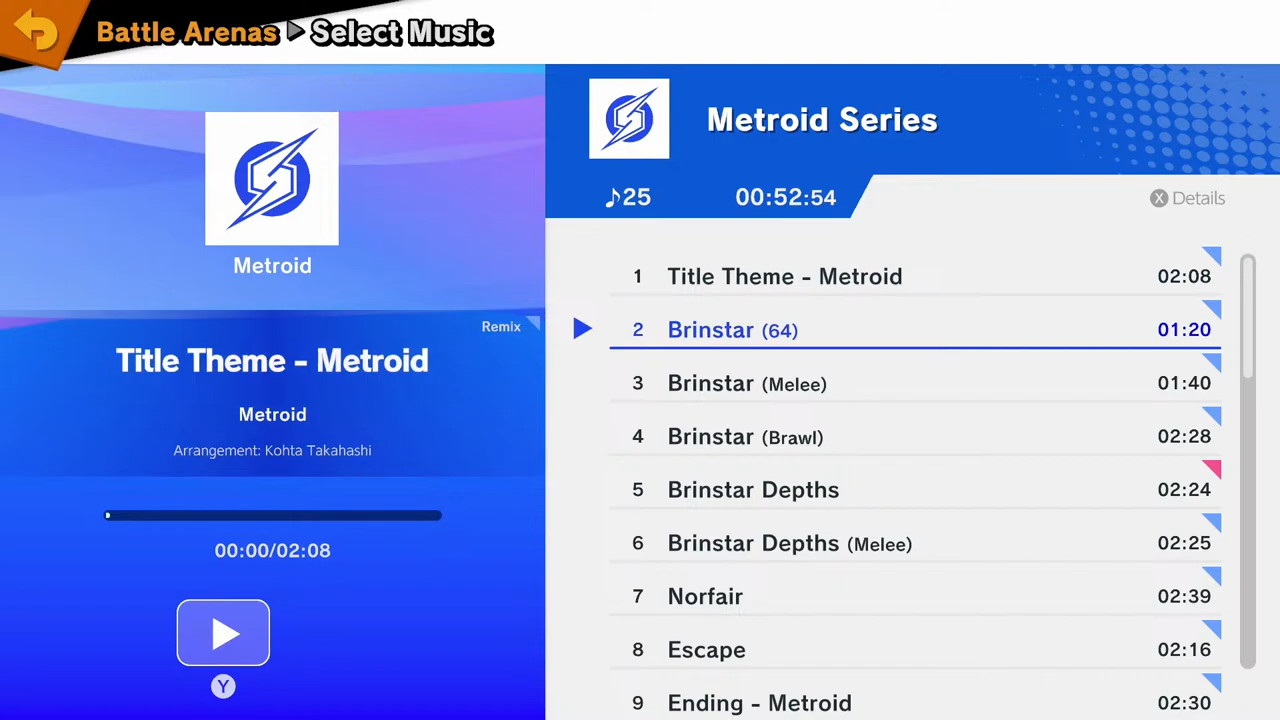 Battle Arenas ▶ Select Music
Metroid
Remix
Title Theme - Metroid
Metroid
Arrangement: Kohta Takahashi
00:00/02:08
Y
Metroid Series
♪25 00:52:54
X Details
1 Title Theme - Metroid 02:08
2 Brinstar (64) 01:20
3 Brinstar (Melee) 01:40
4 Brinstar (Brawl) 02:28
5 Brinstar Depths 02:24
6 Brinstar Depths (Melee) 02:25
7 Norfair 02:39
8 Escape 02:16
9 Ending - Metroid 02:30